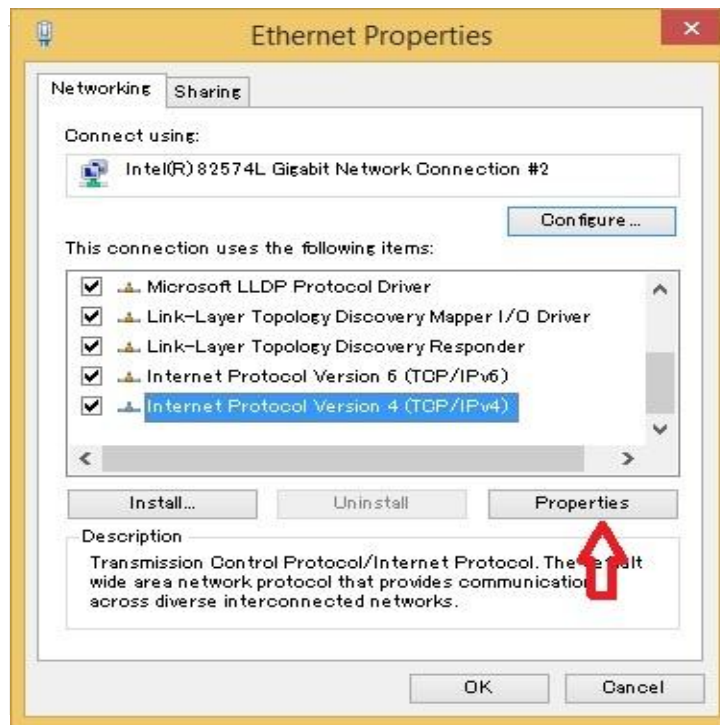 Ethernet Properties
Networking
Sharing
Connect using:
Intel(R) 82574L Gigabit Network Connection #2
Configure...
This connection uses the following items:
Microsoft LLDP Protocol Driver
Link-Layer Topology Discovery Mapper I/O Driver
Link-Layer Topology Discovery Responder
Internet Protocol Version 6 (TCP/IPv6)
Internet Protocol Version 4 (TCP/IPv4)
Install...
Uninstall
Properties
Description
Transmission Control Protocol/Internet Protocol. The
wide area network protocol that provides communication
across diverse interconnected networks.
OK
Cancel